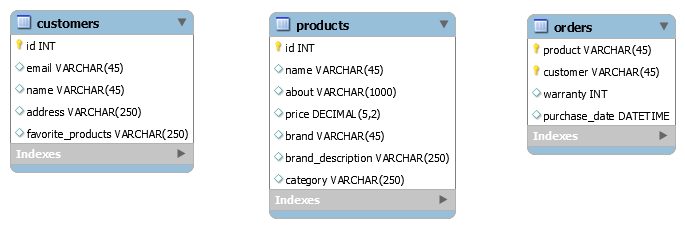 customers
id INT
email VARCHAR(45)
name VARCHAR(45)
address VARCHAR(250)
favorite_products VARCHAR(250)
Indexes
products
id INT
name VARCHAR(45)
about VARCHAR(1000)
price DECIMAL(5,2)
brand VARCHAR(45)
brand_description VARCHAR(250)
category VARCHAR(250)
Indexes
orders
product VARCHAR(45)
customer VARCHAR(45)
warranty INT
purchase_date DATETIME
Indexes